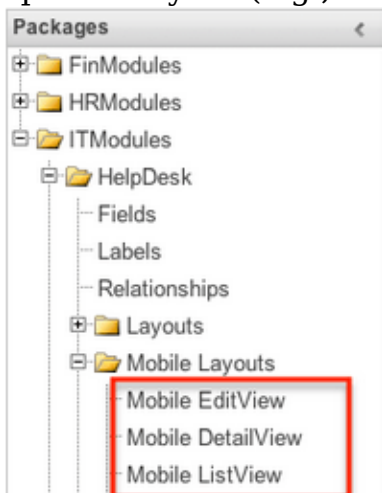 Packages <
FinModules
HRModules
ITModules
HelpDesk
Fields
Labels
Relationships
Layouts
Mobile Layouts
Mobile EditView
Mobile DetailView
Mobile ListView